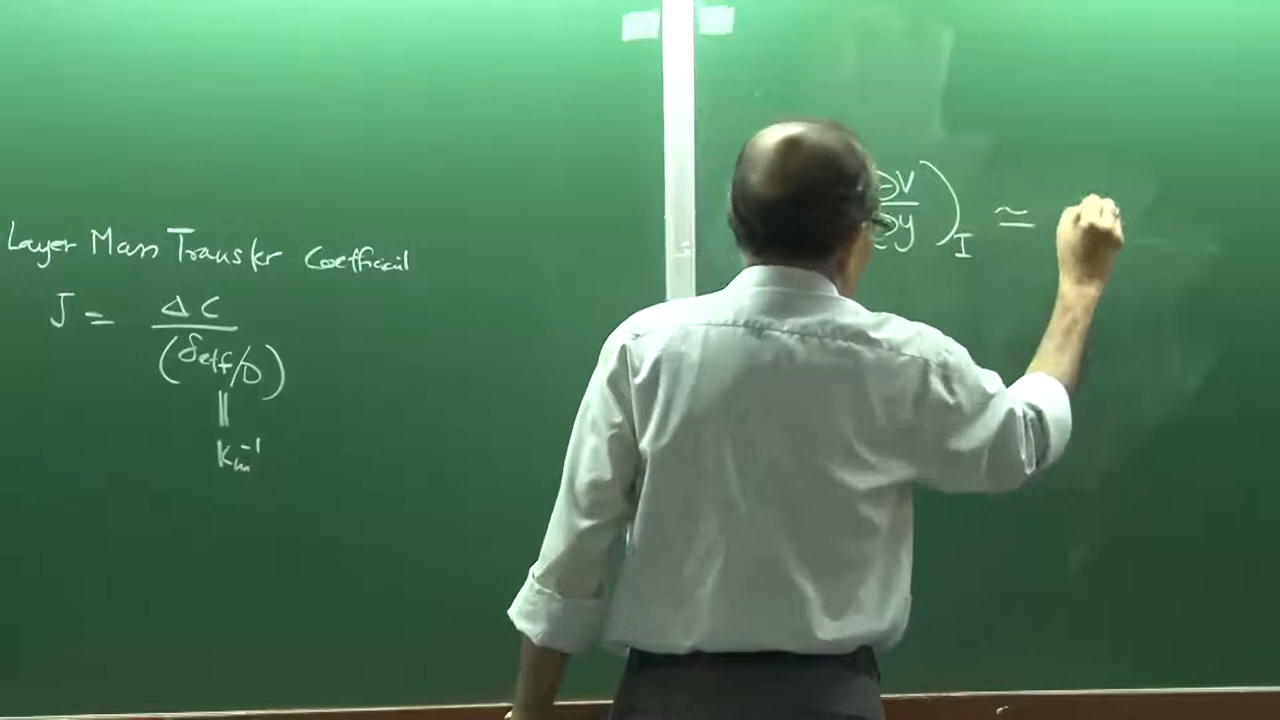 Layer Mass Transfer Coefficient
J = ΔC / (δeff/D)
||
km⁻¹
∂V/∂y )I ≃